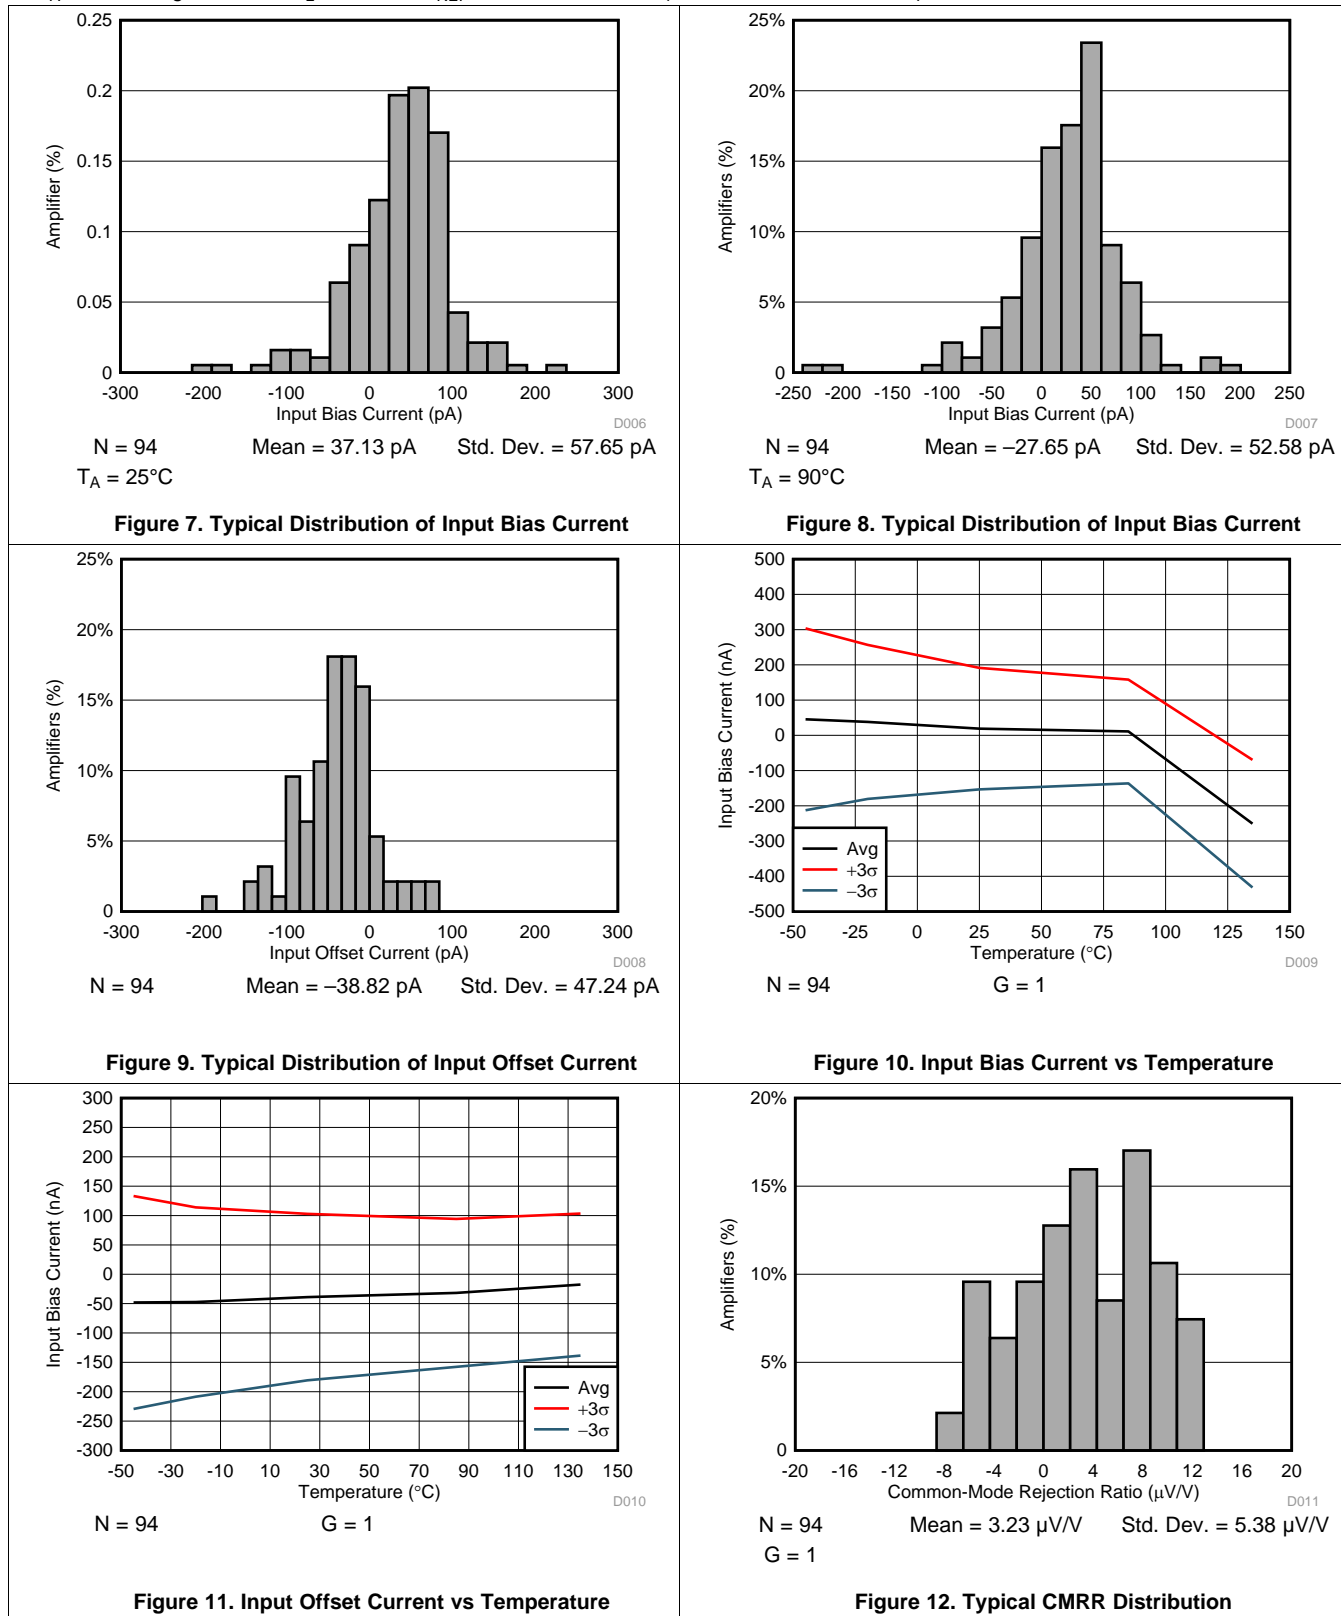 0.25
0.2
0.15
0.1
0.05
0
Amplifier (%)
-300 -200 -100 0 100 200 300
Input Bias Current (pA)
D006
N = 94 Mean = 37.13 pA Std. Dev. = 57.65 pA
TA = 25°C
Figure 7. Typical Distribution of Input Bias Current
25%
20%
15%
10%
5%
0
Amplifiers (%)
-250 -200 -150 -100 -50 0 50 100 150 200 250
Input Bias Current (pA)
D007
N = 94 Mean = –27.65 pA Std. Dev. = 52.58 pA
TA = 90°C
Figure 8. Typical Distribution of Input Bias Current
25%
20%
15%
10%
5%
0
Amplifiers (%)
-300 -200 -100 0 100 200 300
Input Offset Current (pA)
D008
N = 94 Mean = –38.82 pA Std. Dev. = 47.24 pA
Figure 9. Typical Distribution of Input Offset Current
500
400
300
200
100
0
-100
-200
-300
-400
-500
Input Bias Current (nA)
Avg
+3σ
−3σ
-50 -25 0 25 50 75 100 125 150
Temperature (°C)
D009
N = 94 G = 1
Figure 10. Input Bias Current vs Temperature
300
250
200
150
100
50
0
-50
-100
-150
-200
-250
-300
Input Bias Current (nA)
Avg
+3σ
−3σ
-50 -30 -10 10 30 50 70 90 110 130 150
Temperature (°C)
D010
N = 94 G = 1
Figure 11. Input Offset Current vs Temperature
20%
15%
10%
5%
0
Amplifiers (%)
-20 -16 -12 -8 -4 0 4 8 12 16 20
Common-Mode Rejection Ratio (μV/V)
D011
N = 94 Mean = 3.23 μV/V Std. Dev. = 5.38 μV/V
G = 1
Figure 12. Typical CMRR Distribution